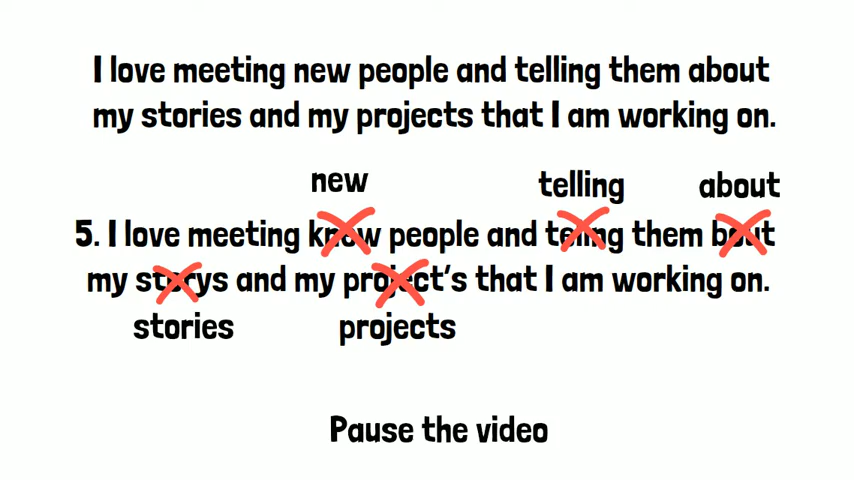 I love meeting new people and telling them about
my stories and my projects that I am working on.
new telling about
5. I love meeting know people and teling them bout
my storys and my project's that I am working on.
stories projects
Pause the video